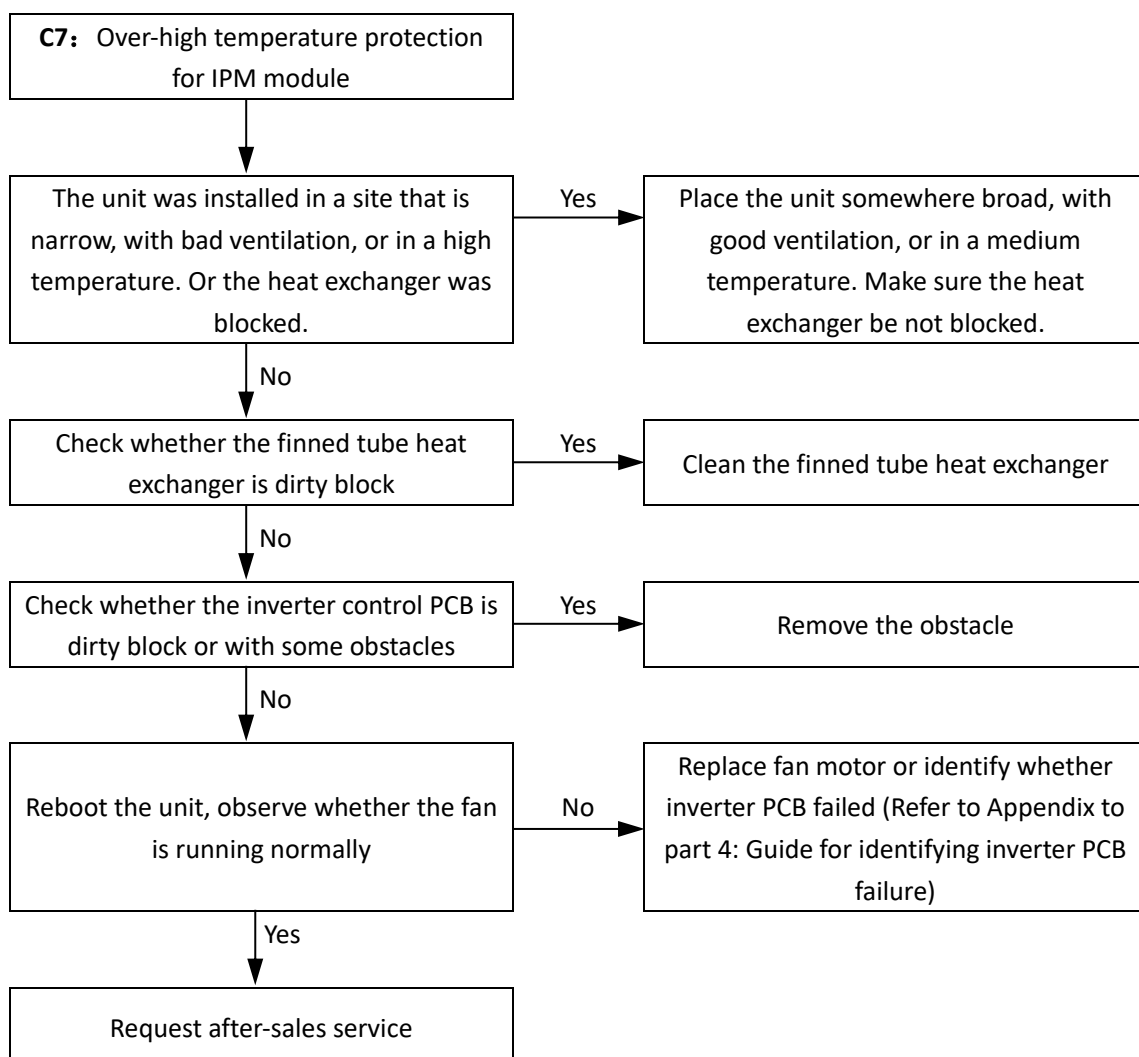 C7：Over-high temperature protection
for IPM module
The unit was installed in a site that is
narrow, with bad ventilation, or in a high
temperature. Or the heat exchanger was
blocked.
Yes
Place the unit somewhere broad, with
good ventilation, or in a medium
temperature. Make sure the heat
exchanger be not blocked.
No
Check whether the finned tube heat
exchanger is dirty block
Yes
Clean the finned tube heat exchanger
No
Check whether the inverter control PCB is
dirty block or with some obstacles
Yes
Remove the obstacle
No
Reboot the unit, observe whether the fan
is running normally
No
Replace fan motor or identify whether
inverter PCB failed (Refer to Appendix to
part 4: Guide for identifying inverter PCB
failure)
Yes
Request after-sales service